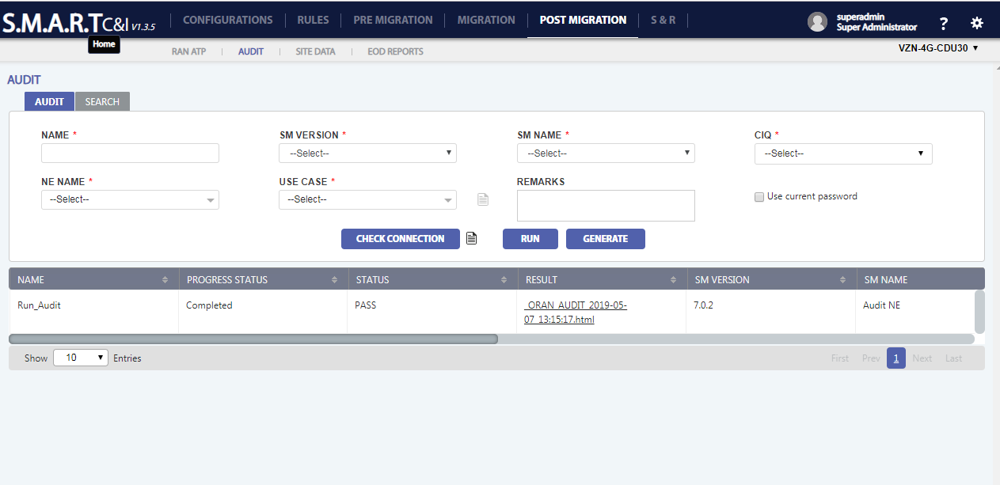 S.M.A.R.T C&I V1.3.5
CONFIGURATIONS RULES PRE MIGRATION MIGRATION POST MIGRATION S & R
superadmin
Super Administrator
?
Home
RAN ATP AUDIT SITE DATA EOD REPORTS
VZN-4G-CDU30
AUDIT
AUDIT SEARCH
NAME * SM VERSION * SM NAME * CIQ *
--Select-- --Select-- --Select--
NE NAME * USE CASE * REMARKS
--Select-- --Select-- Use current password
CHECK CONNECTION RUN GENERATE
NAME PROGRESS STATUS STATUS RESULT SM VERSION SM NAME
Run_Audit Completed PASS _ORAN_AUDIT_2019-05- 7.0.2 Audit NE
07_13:15:17.html
Show 10 Entries First Prev 1 Next Last